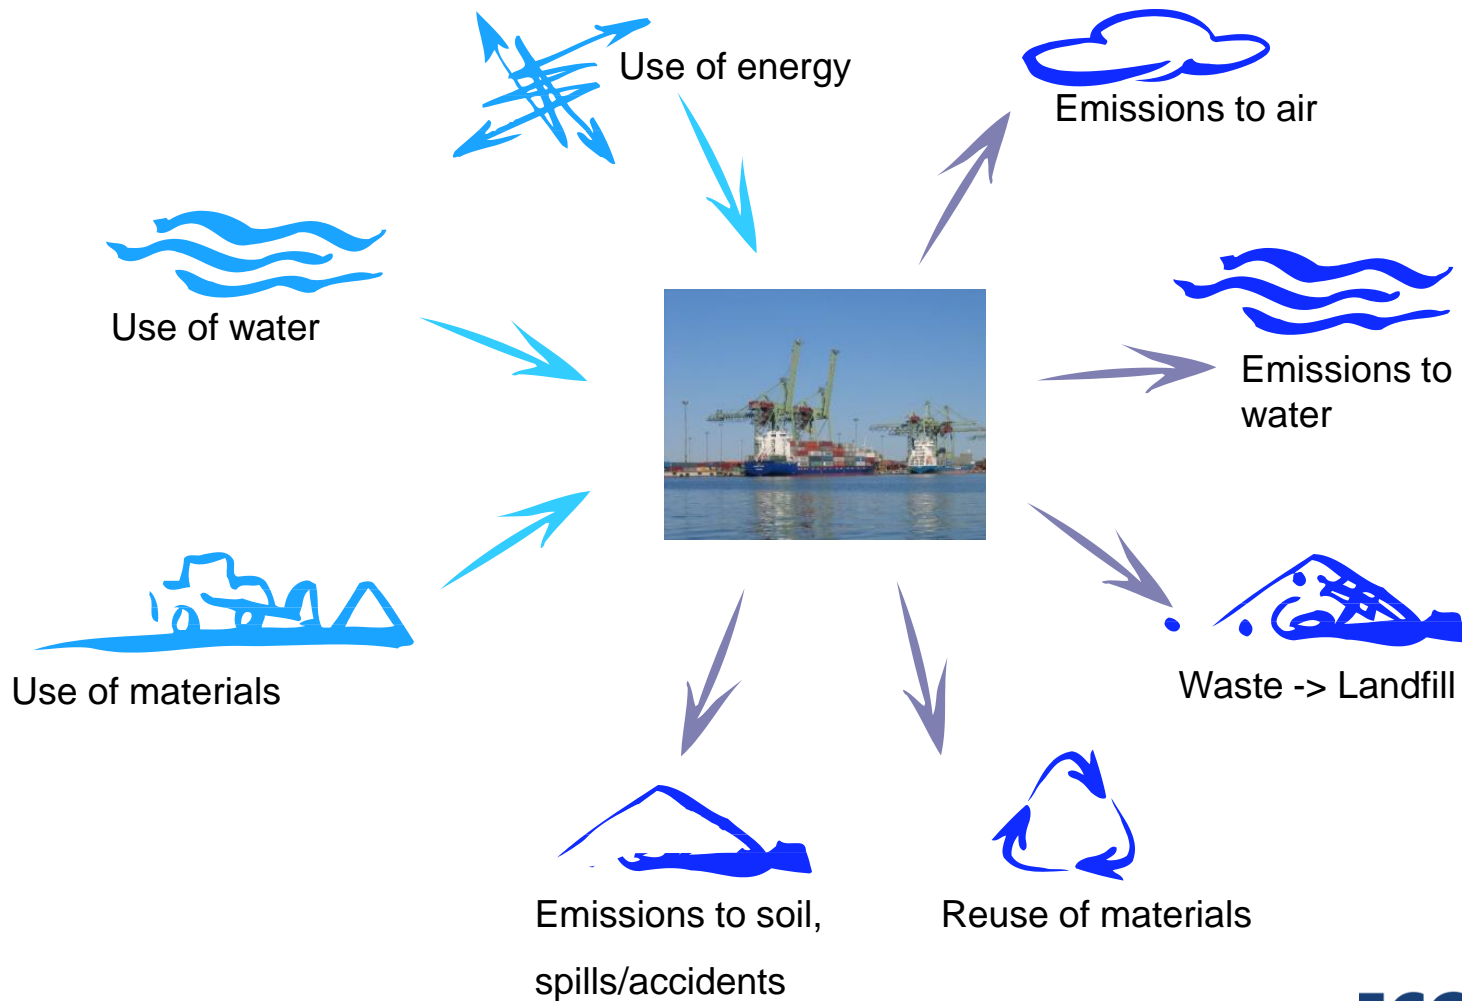 Use of energy
Emissions to air
Use of water
Emissions to
water
Use of materials
Waste -> Landfill
Emissions to soil,
spills/accidents
Reuse of materials